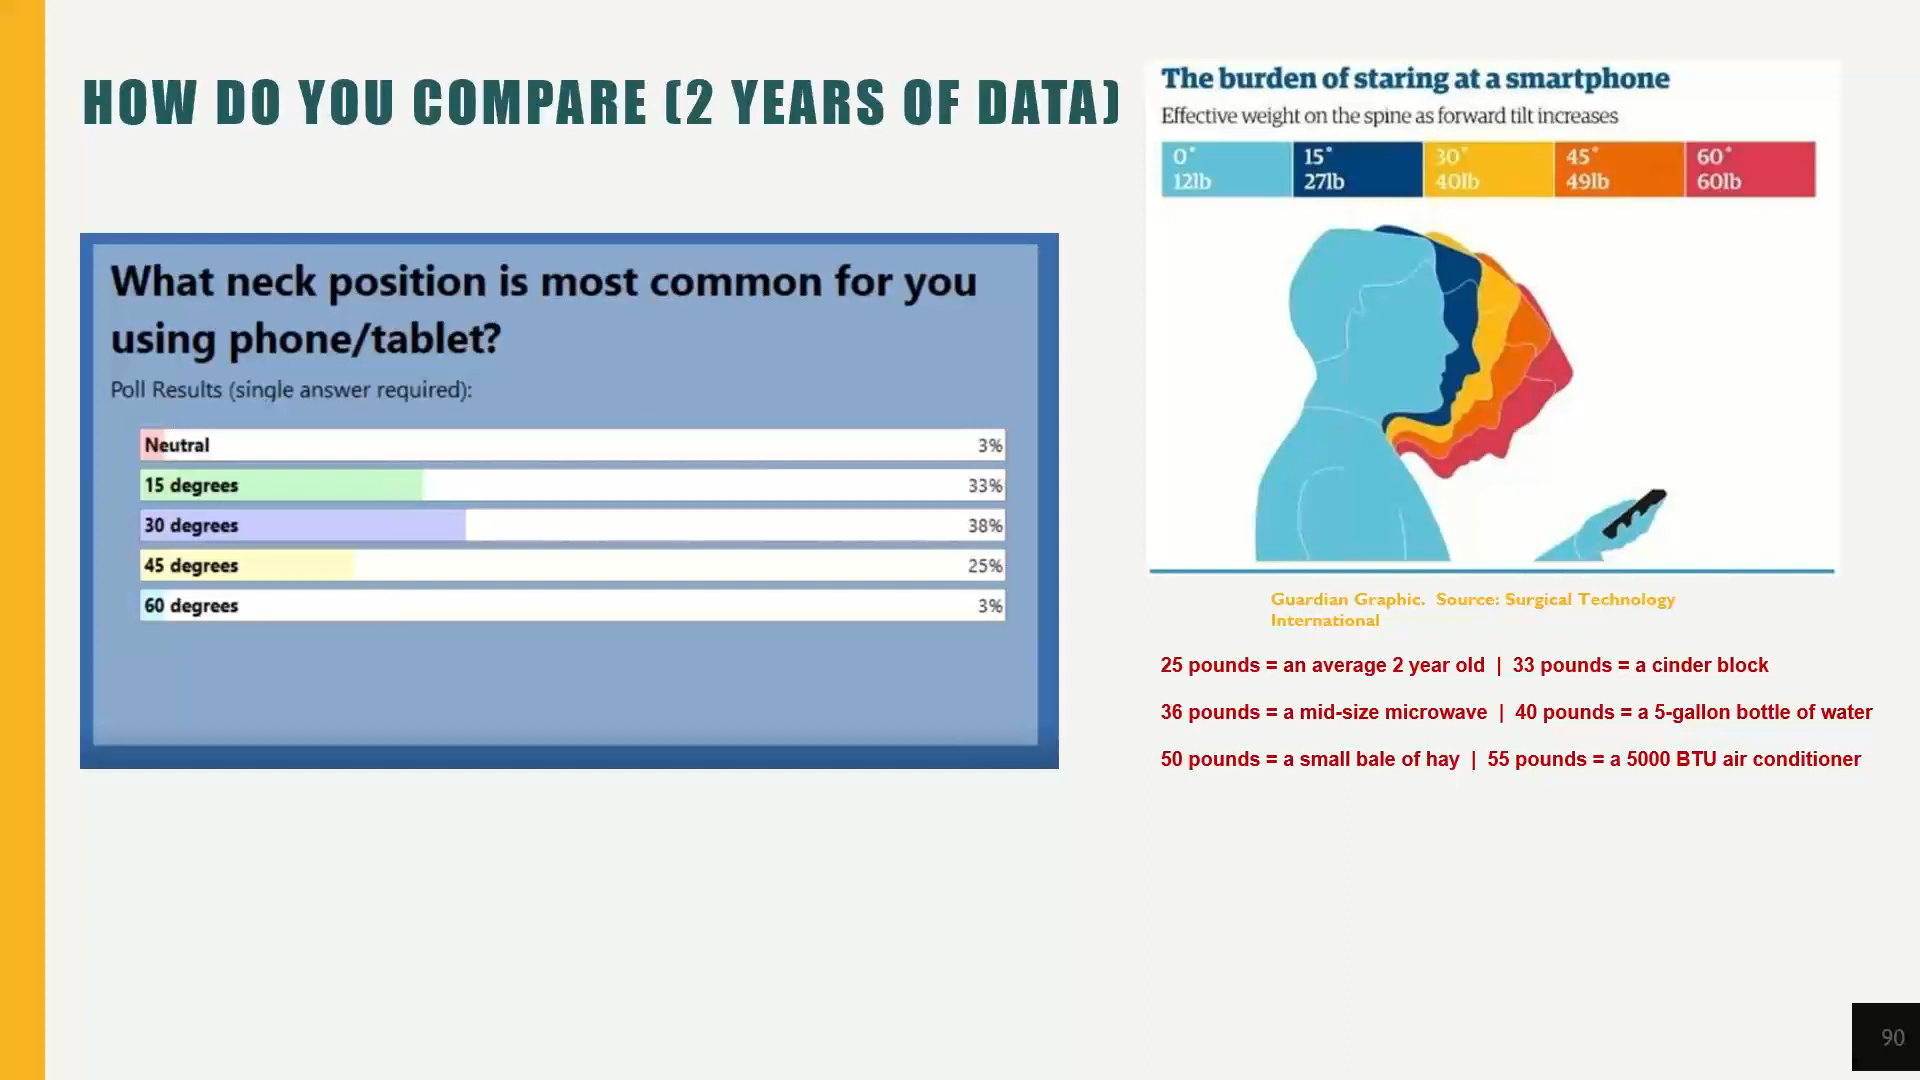 HOW DO YOU COMPARE (2 YEARS OF DATA)
What neck position is most common for you
using phone/tablet?
Poll Results (single answer required):
Neutral 3%
15 degrees 33%
30 degrees 38%
45 degrees 25%
60 degrees 3%
The burden of staring at a smartphone
Effective weight on the spine as forward tilt increases
0° 15° 30° 45° 60°
12lb 27lb 40lb 49lb 60lb
Guardian Graphic. Source: Surgical Technology
International
25 pounds = an average 2 year old | 33 pounds = a cinder block
36 pounds = a mid-size microwave | 40 pounds = a 5-gallon bottle of water
50 pounds = a small bale of hay | 55 pounds = a 5000 BTU air conditioner
90